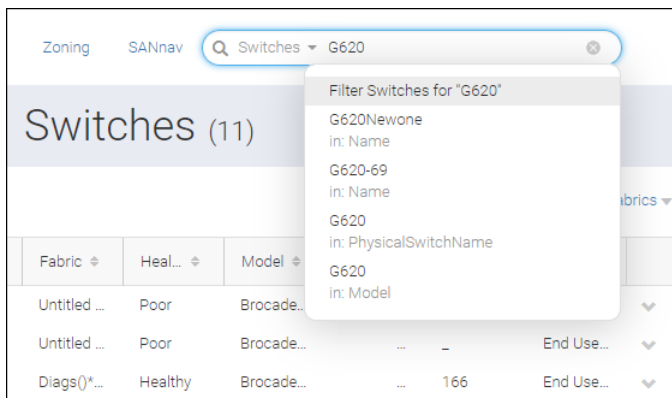 Zoning SANnav Switches G620
Filter Switches for "G620"
G620Newone
in: Name
G620-69
in: Name
G620
in: PhysicalSwitchName
G620
in: Model
Switches (11)
abrics
Fabric Heal... Model
Untitled ... Poor Brocade...
Untitled ... Poor Brocade... ... _ End Use...
Diags()*... Healthy Brocade... ... 166 End Use...